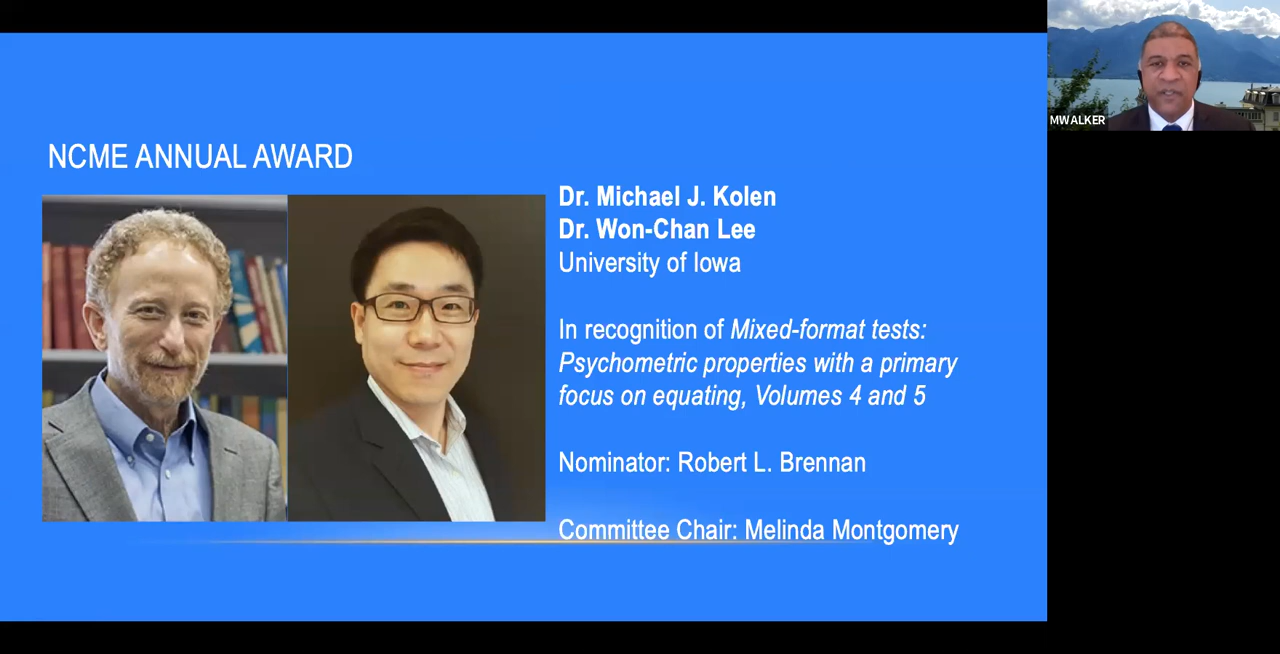 NCME ANNUAL AWARD
Dr. Michael J. Kolen
Dr. Won-Chan Lee
University of Iowa
In recognition of Mixed-format tests:
Psychometric properties with a primary
focus on equating, Volumes 4 and 5
Nominator: Robert L. Brennan
Committee Chair: Melinda Montgomery
MWALKER